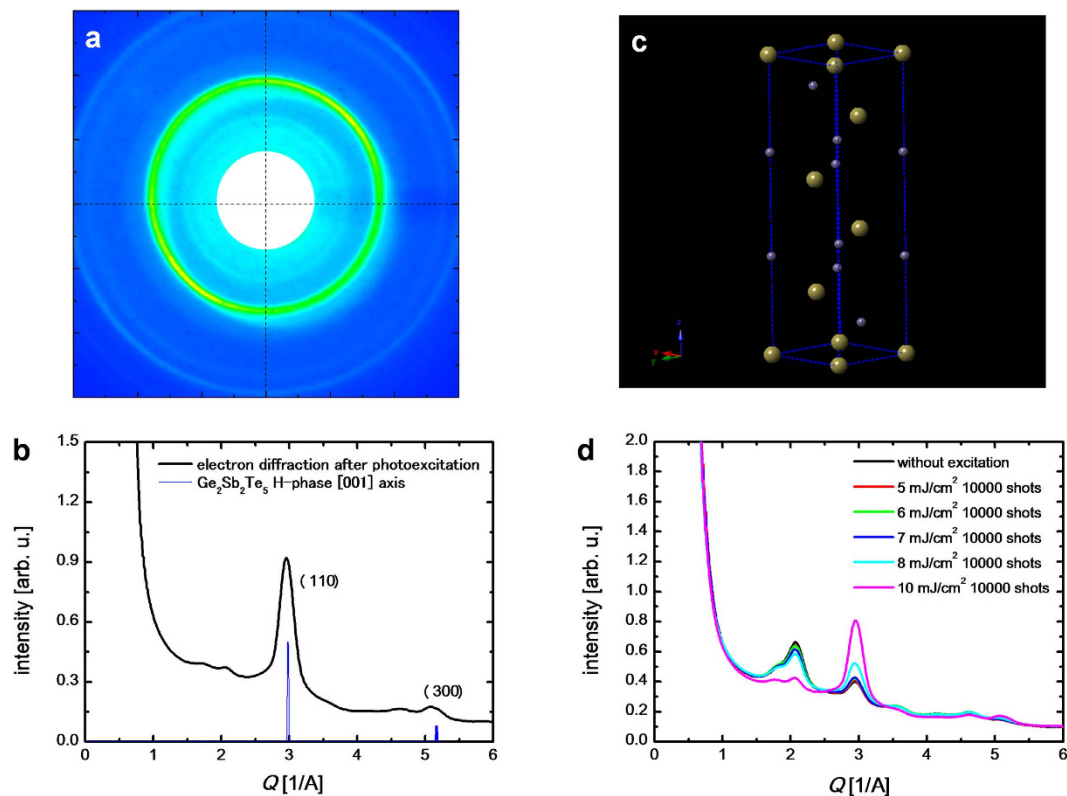 a
c
z
x
y
b
1.5
1.2
0.9
0.6
0.3
0.0
intensity [arb. u.]
electron diffraction after photoexcitation
Ge2Sb2Te5 H-phase [001] axis
(110)
(300)
0 1 2 3 4 5 6
Q [1/A]
d
2.0
1.8
1.6
1.4
1.2
1.0
0.8
0.6
0.4
0.2
0.0
intensity [arb. u.]
without excitation
5 mJ/cm2 10000 shots
6 mJ/cm2 10000 shots
7 mJ/cm2 10000 shots
8 mJ/cm2 10000 shots
10 mJ/cm2 10000 shots
0 1 2 3 4 5 6
Q [1/A]